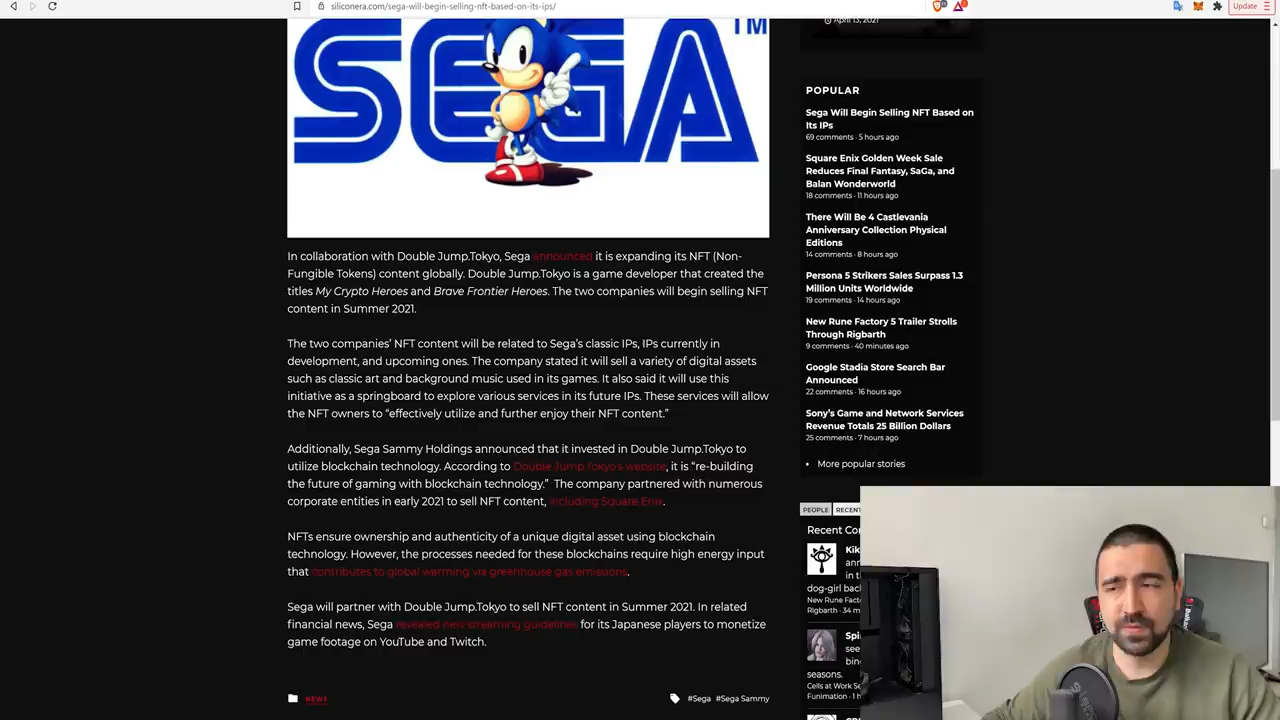 siliconera.com/sega-will-begin-selling-nft-based-on-its-ips/
Update
SEGA
TM
In collaboration with Double Jump.Tokyo, Sega announced it is expanding its NFT (Non-
Fungible Tokens) content globally. Double Jump.Tokyo is a game developer that created the
titles My Crypto Heroes and Brave Frontier Heroes. The two companies will begin selling NFT
content in Summer 2021.
The two companies’ NFT content will be related to Sega’s classic IPs, IPs currently in
development, and upcoming ones. The company stated it will sell a variety of digital assets
such as classic art and background music used in its games. It also said it will use this
initiative as a springboard to explore various services in its future IPs. These services will allow
the NFT owners to “effectively utilize and further enjoy their NFT content.”
Additionally, Sega Sammy Holdings announced that it invested in Double Jump.Tokyo to
utilize blockchain technology. According to Double Jump.Tokyo’s website, it is “re-building
the future of gaming with blockchain technology.” The company partnered with numerous
corporate entities in early 2021 to sell NFT content, including Square Enix.
NFTs ensure ownership and authenticity of a unique digital asset using blockchain
technology. However, the processes needed for these blockchains require high energy input
that contributes to global warming via greenhouse gas emissions.
Sega will partner with Double Jump.Tokyo to sell NFT content in Summer 2021. In related
financial news, Sega revealed new streaming guidelines for its Japanese players to monetize
game footage on YouTube and Twitch.
NEWS
#Sega #Sega Sammy
April 13, 2021
POPULAR
Sega Will Begin Selling NFT Based on
Its IPs
69 comments · 5 hours ago
Square Enix Golden Week Sale
Reduces Final Fantasy, SaGa, and
Balan Wonderworld
18 comments · 11 hours ago
There Will Be 4 Castlevania
Anniversary Collection Physical
Editions
14 comments · 8 hours ago
Persona 5 Strikers Sales Surpass 1.3
Million Units Worldwide
19 comments · 14 hours ago
New Rune Factory 5 Trailer Strolls
Through Rigbarth
9 comments · 40 minutes ago
Google Stadia Store Search Bar
Announced
22 comments · 16 hours ago
Sony’s Game and Network Services
Revenue Totals 25 Billion Dollars
25 comments · 7 hours ago
• More popular stories
PEOPLE RECENT
Recent Co
Kik
ann
in t
dog-girl bac
New Rune Fact
Rigbarth · 34 m
Spi
see
bin
seasons.
Cells at Work Se
Funimation · 1 h